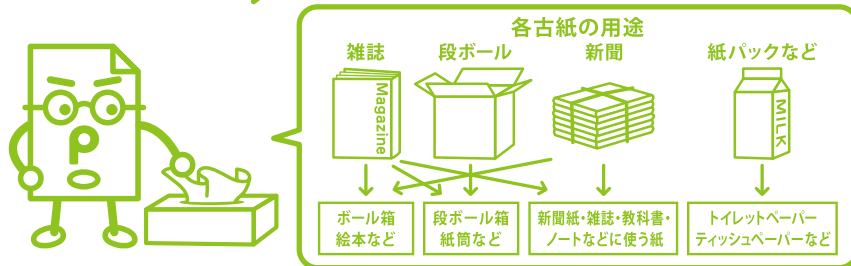 各古紙の用途
雑誌
段ボール
新聞
紙パックなど
Magazine
MILK
P
ボール箱
絵本など
段ボール箱
紙筒など
新聞紙・雑誌・教科書・
ノートなどに使う紙
トイレットペーパー
ティッシュペーパーなど